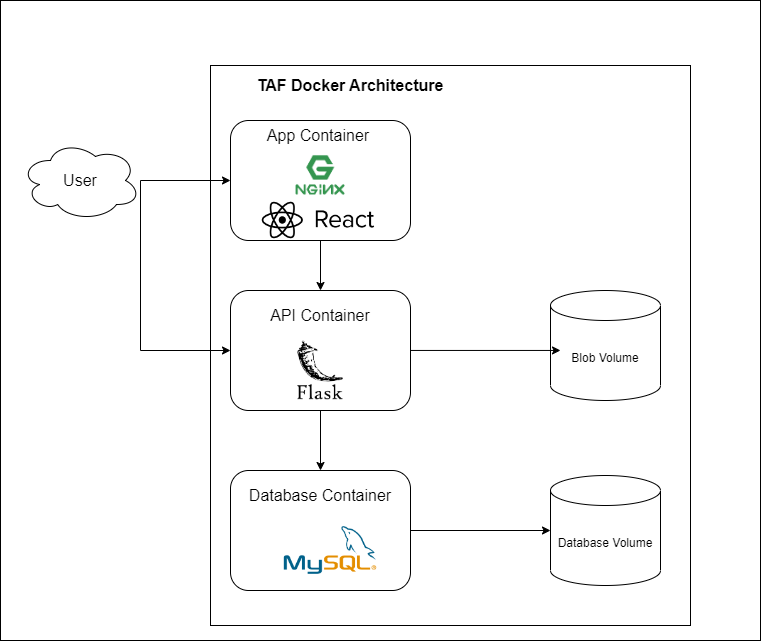 TAF Docker Architecture
App Container
NGiNX
React
User
API Container
Flask
Blob Volume
Database Container
MySQL®
Database Volume